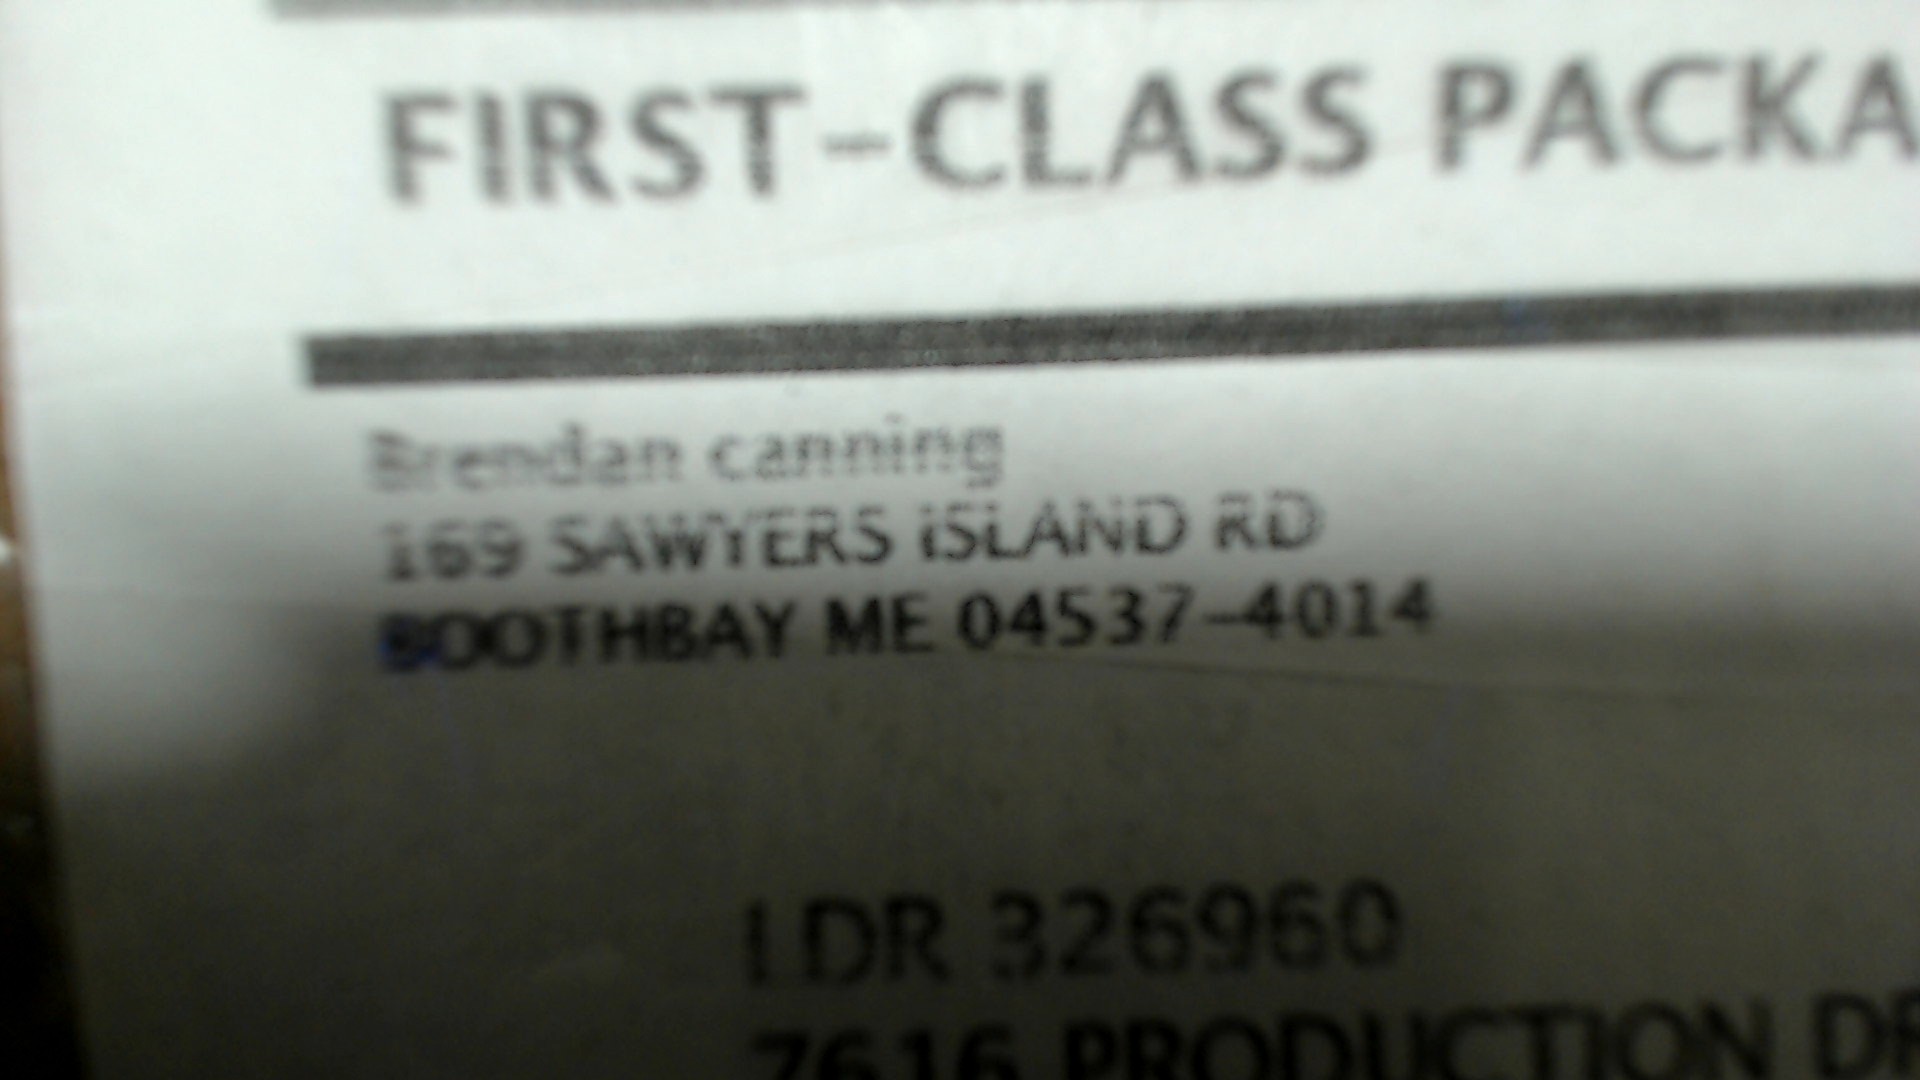 FIRST-CLASS PACKA
Brendan canning
169 SAWYERS ISLAND RD
BOOTHBAY ME 04537-4014
LDR 326960
7616 PRODUCTION DR